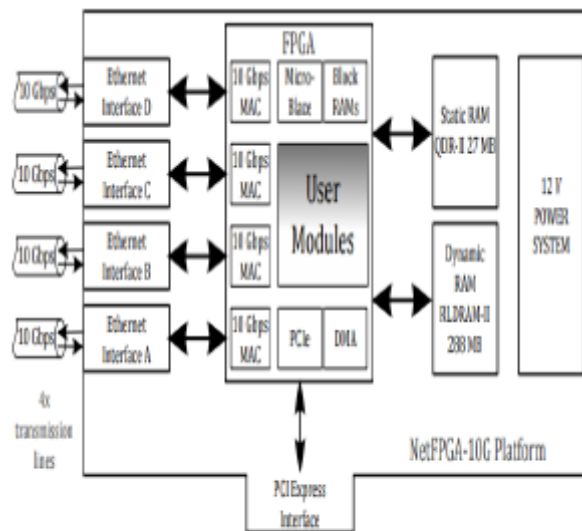 FPGA
10 Gbps
Ethernet
Interface D
10 Gbps
MAC
Micro-
Blaze
Block
RAMs
Static RAM
QDR-II 27 MB
10 Gbps
Ethernet
Interface C
10 Gbps
MAC
User
Modules
12 V
POWER
SYSTEM
10 Gbps
Ethernet
Interface B
10 Gbps
MAC
Dynamic
RAM
RLDRAM-II
288 MB
10 Gbps
Ethernet
Interface A
10 Gbps
MAC
PCIe
DMA
4x
transmission
lines
NetFPGA-10G Platform
PCI Express
Interface